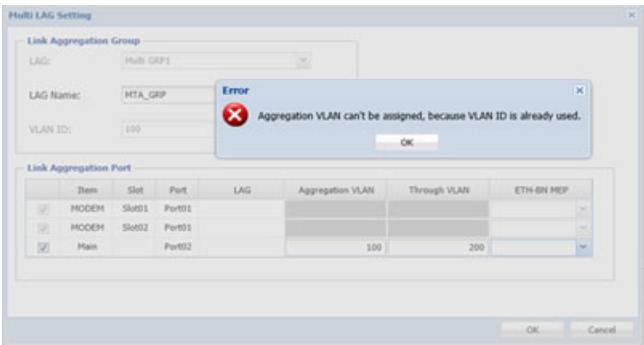 Multi LAG Setting
Link Aggregation Group
LAG: Multi GRP1
LAG Name: MTA_GRP
VLAN ID: 100
Error
Aggregation VLAN can't be assigned, because VLAN ID is already used.
OK
Link Aggregation Port
Item Slot Port LAG Aggregation VLAN Through VLAN ETH-BN MEP
MODEM Slot01 Port01
MODEM Slot02 Port01
Main Port02 100 200
OK Cancel